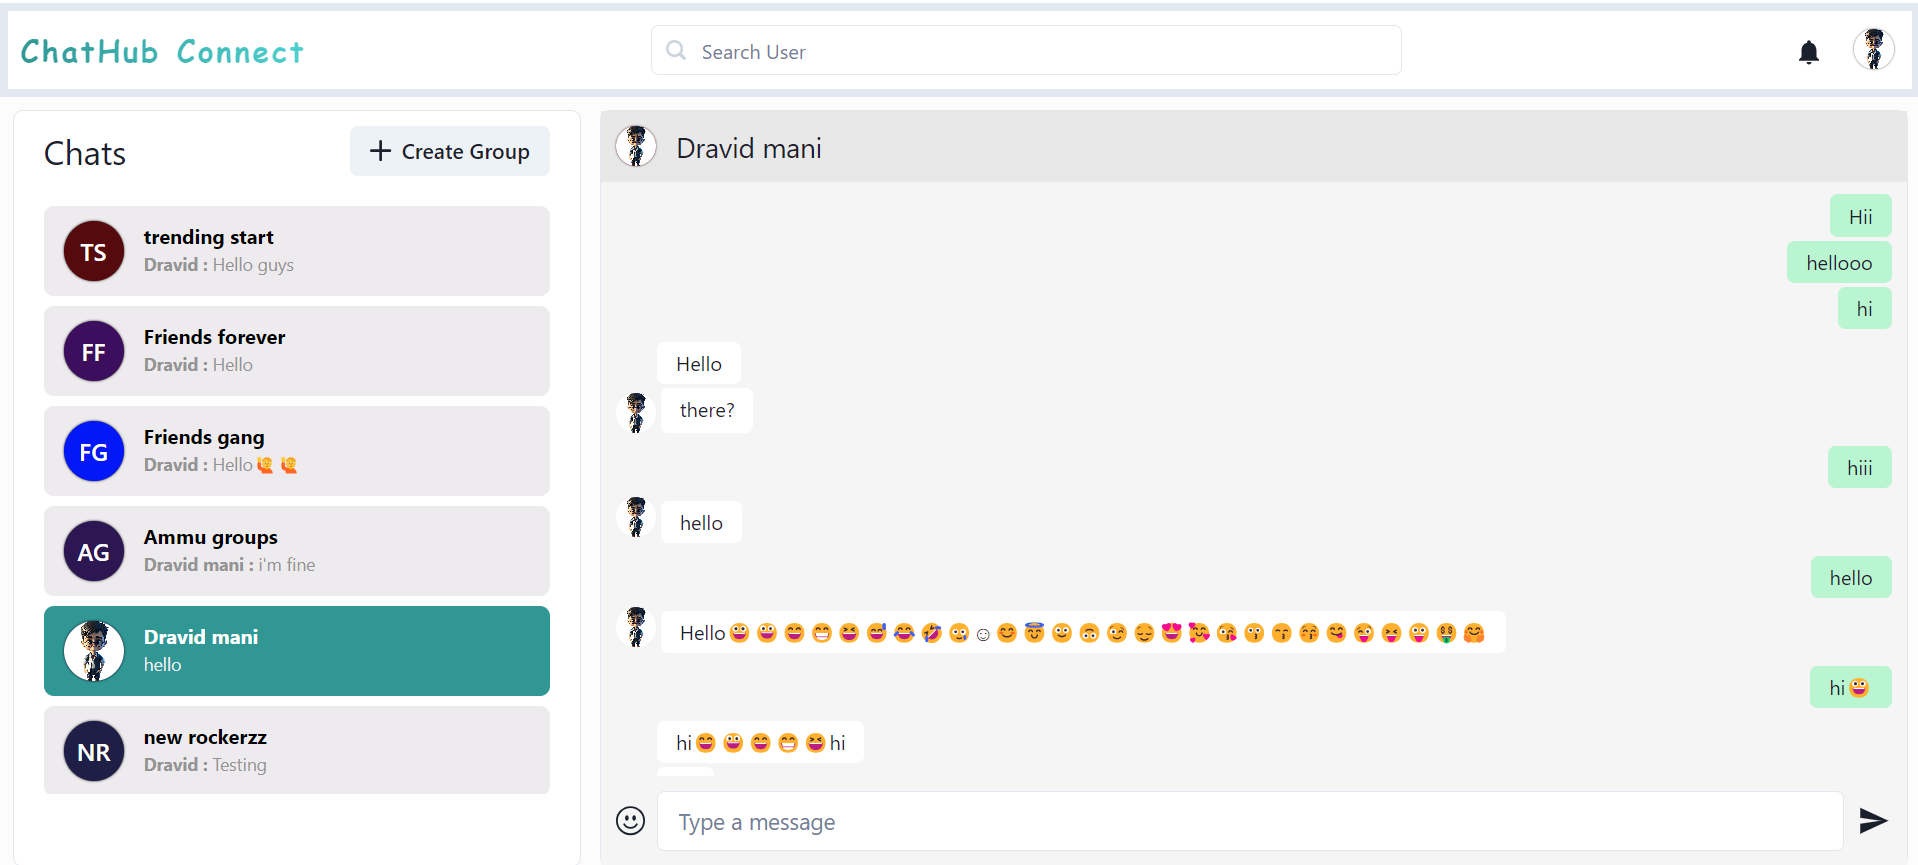 ChatHub Connect
Search User
Chats
Create Group
TS
trending start
Dravid : Hello guys
FF
Friends forever
Dravid : Hello
FG
Friends gang
Dravid : Hello🙋 🙋
AG
Ammu groups
Dravid mani : i'm fine
Dravid mani
hello
NR
new rockerzz
Dravid : Testing
Dravid mani
Hii
hellooo
hi
Hello
there?
hiii
hello
hello
Hello😀 😃 😄 😁 😆 😅 😂 🤣 🥲 ☺ 😊 😇 🙂 🙃 😉 😌 😍 🥰 😘 😗 😙 😚 😋 😜 😝 😛 🤑 🤗
hi😀
hi😄 😃 😄 😁 😆hi
Type a message